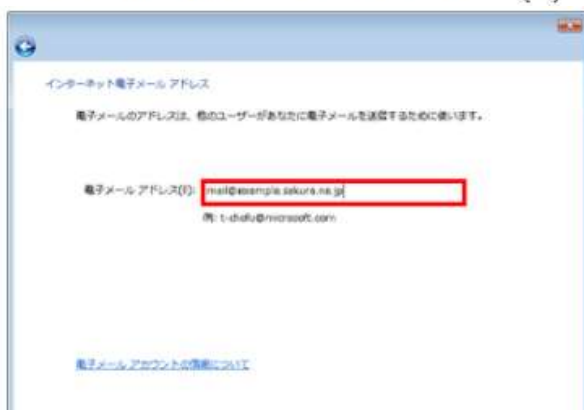 インターネット電子メール アドレス
電子メールのアドレスは、他のユーザーがあなたに電子メールを送信するために使います。
電子メール アドレス(E): mail@example.sakura.ne.jp
例: t-chofu@microsoft.com
電子メール アカウントの情報について